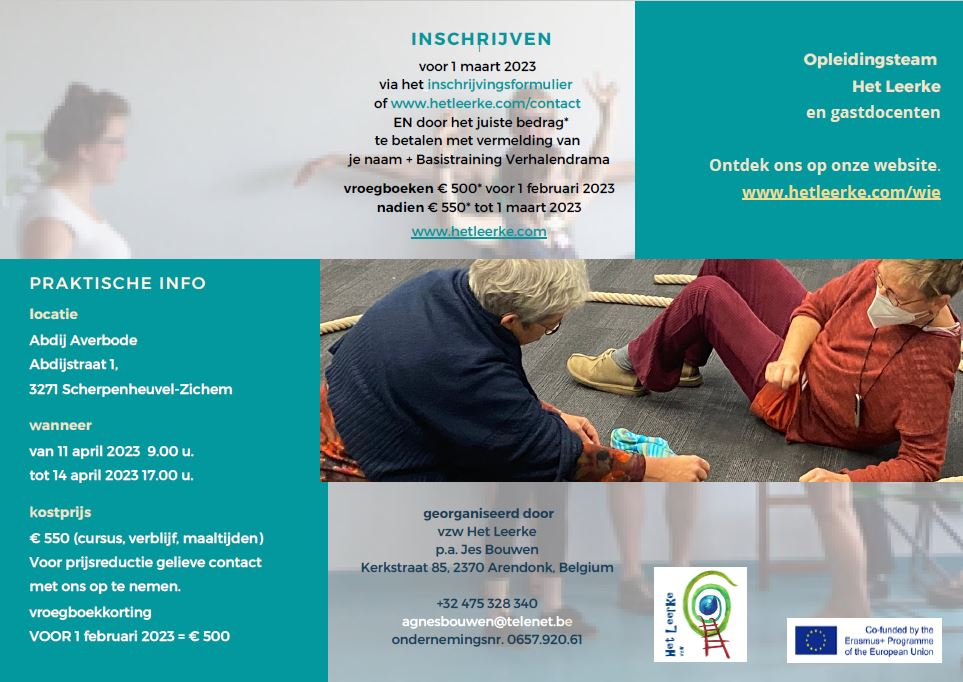 INSCHRIJVEN
voor 1 maart 2023
via het inschrijvingsformulier
of www.hetleerke.com/contact
EN door het juiste bedrag*
te betalen met vermelding van
je naam + Basistraining Verhalendrama
vroegboeken € 500* voor 1 februari 2023
nadien € 550* tot 1 maart 2023
www.hetleerke.com
Opleidingsteam
Het Leerke
en gastdocenten
Ontdek ons op onze website.
www.hetleerke.com/wie
PRAKTISCHE INFO
locatie
Abdij Averbode
Abdijstraat 1,
3271 Scherpenheuvel-Zichem
wanneer
van 11 april 2023 9.00 u.
tot 14 april 2023 17.00 u.
kostprijs
€ 550 (cursus, verblijf, maaltijden)
Voor prijsreductie gelieve contact
met ons op te nemen.
vroegboekkorting
VOOR 1 februari 2023 = € 500
georganiseerd door
vzw Het Leerke
p.a. Jes Bouwen
Kerkstraat 85, 2370 Arendonk, Belgium
+32 475 328 340
agnesbouwen@telenet.be
ondernemingsnr. 0657.920.61
Het Leerke
vzw
Co-funded by the
Erasmus+ Programme
of the European Union